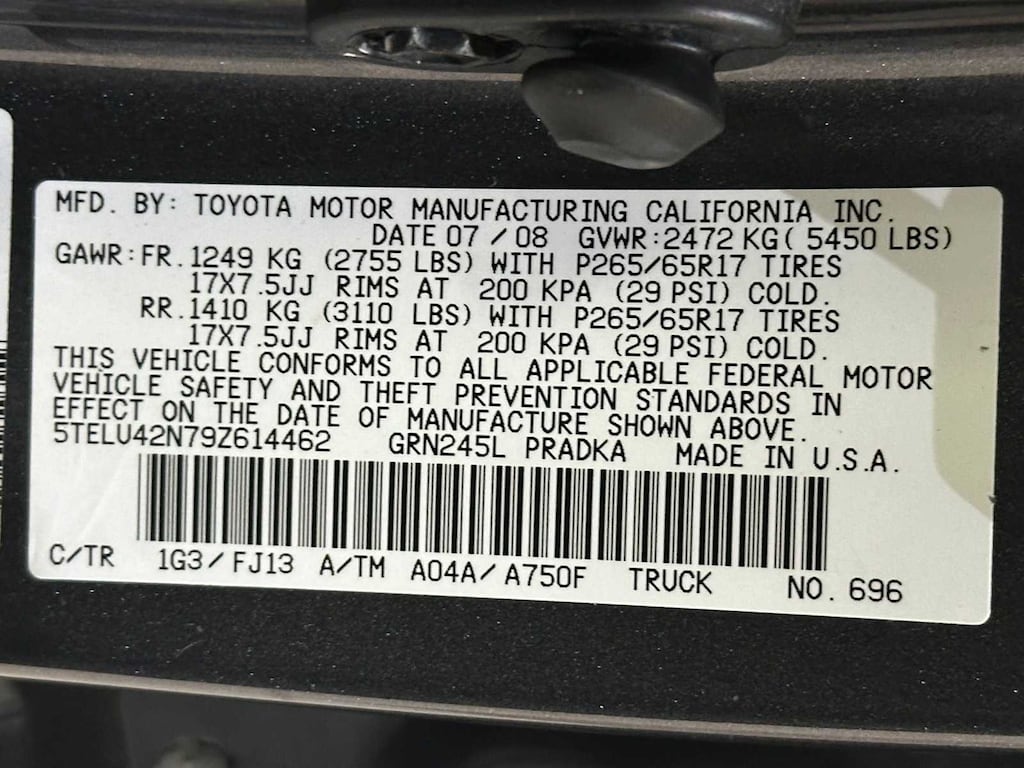 MFD. BY: TOYOTA MOTOR MANUFACTURING CALIFORNIA INC.
DATE 07/08 GVWR:2472 KG( 5450 LBS)
GAWR:FR.1249 KG (2755 LBS) WITH P265/65R17 TIRES
17X7.5JJ RIMS AT 200 KPA (29 PSI) COLD.
RR.1410 KG (3110 LBS) WITH P265/65R17 TIRES
17X7.5JJ RIMS AT 200 KPA (29 PSI) COLD.
THIS VEHICLE CONFORMS TO ALL APPLICABLE FEDERAL MOTOR
VEHICLE SAFETY AND THEFT PREVENTION STANDARDS IN
EFFECT ON THE DATE OF MANUFACTURE SHOWN ABOVE.
5TELU42N79Z614462 GRN245L PRADKA MADE IN U.S.A.
C/TR 1G3/FJ13 A/TM A04A/A750F TRUCK NO. 696